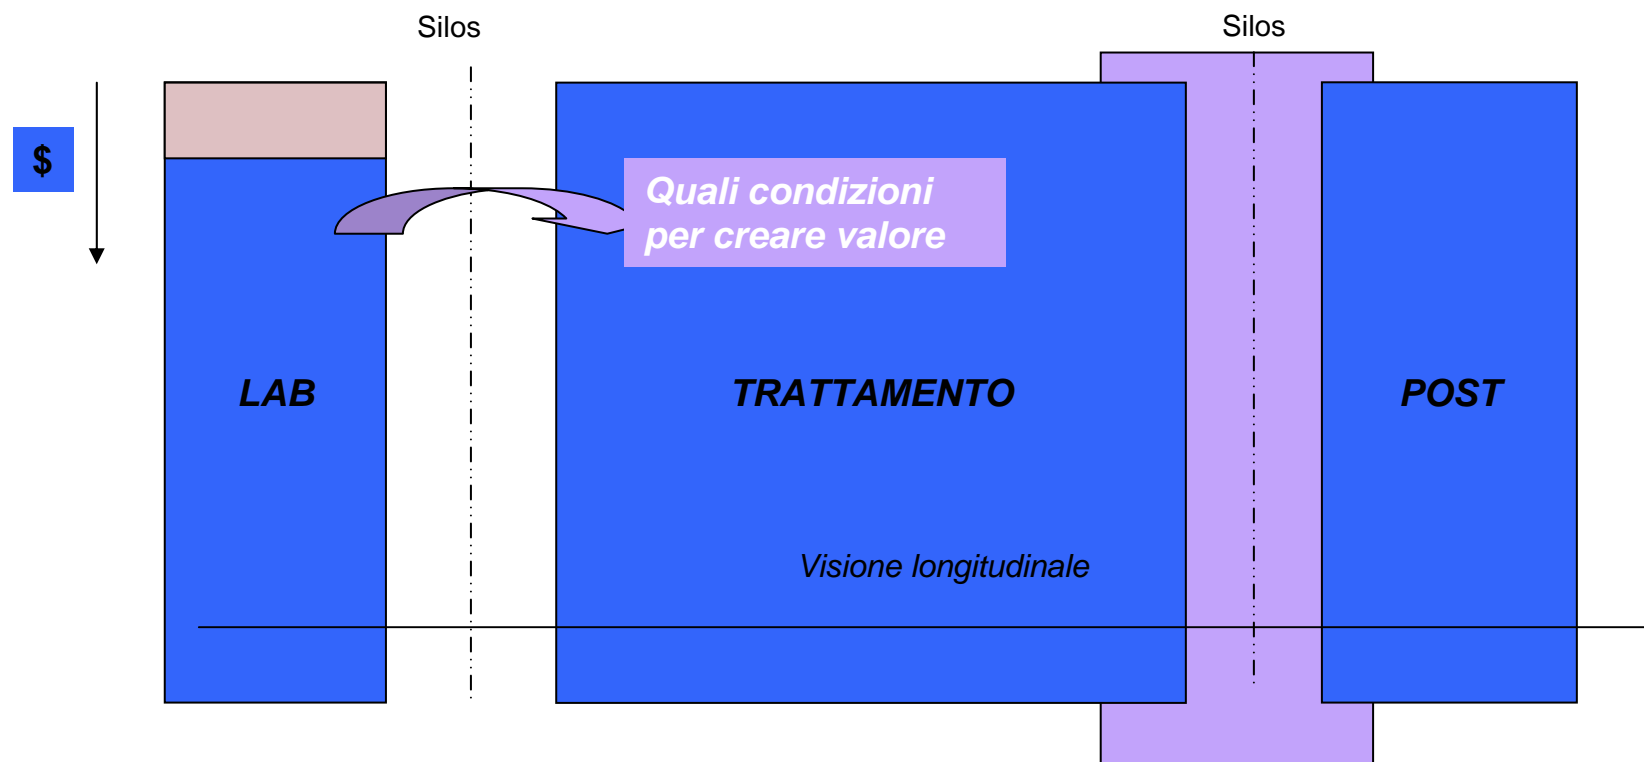 Silos
Silos
$
Quali condizioni
per creare valore
LAB
TRATTAMENTO
POST
Visione longitudinale